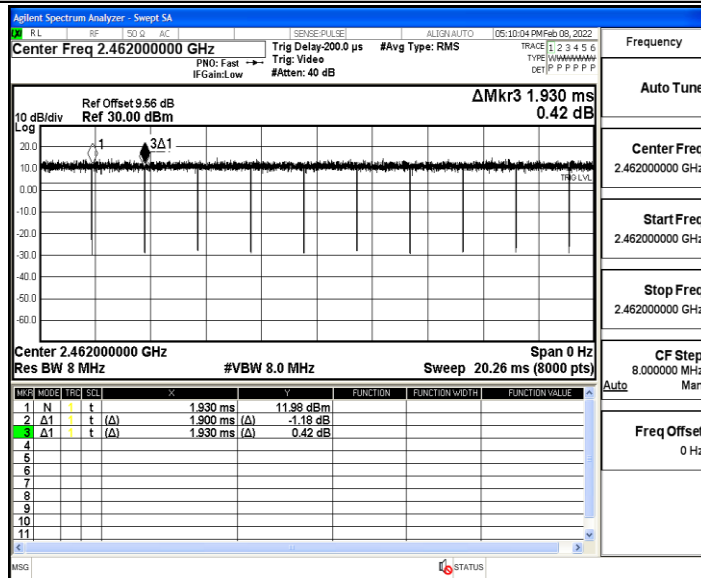 Agilent Spectrum Analyzer - Swept SA
RL RF 50 Ω AC SENSE:PULSE ALIGN AUTO 05:10:04 PM Feb 08, 2022
Center Freq 2.462000000 GHz
PNO: Fast
IFGain:Low
Trig Delay-200.0 µs
Trig: Video
#Atten: 40 dB
#Avg Type: RMS
TRACE 1 2 3 4 5 6
TYPE WWWWWW
DET P P P P P P
ΔMkr3 1.930 ms
0.42 dB
Ref Offset 9.56 dB
10 dB/div Ref 30.00 dBm
Log
20.0
10.0
0.00
-10.0
-20.0
-30.0
-40.0
-50.0
-60.0
1
3Δ1
TRIG LVL
Center 2.462000000 GHz Span 0 Hz
Res BW 8 MHz #VBW 8.0 MHz Sweep 20.26 ms (8000 pts)
MKR MODE TRC SCL X Y FUNCTION FUNCTION WIDTH FUNCTION VALUE
1 N 1 t 1.930 ms 11.98 dBm
2 Δ1 1 t (Δ) 1.900 ms (Δ) -1.18 dB
3 Δ1 1 t (Δ) 1.930 ms (Δ) 0.42 dB
4
5
6
7
8
9
10
11
MSG STATUS
Frequency
Auto Tune
Center Freq
2.462000000 GHz
Start Freq
2.462000000 GHz
Stop Freq
2.462000000 GHz
CF Step
8.000000 MHz
Auto Man
Freq Offset
0 Hz